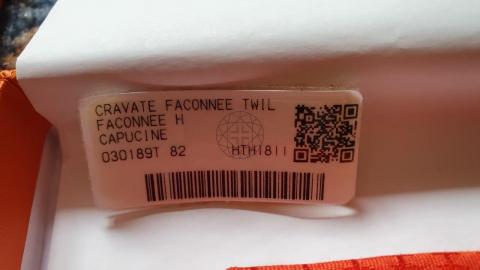 CRAVATE FACONNEE TWIL
FACONNEE H
CAPUCINE
030189T 82 HTH1811